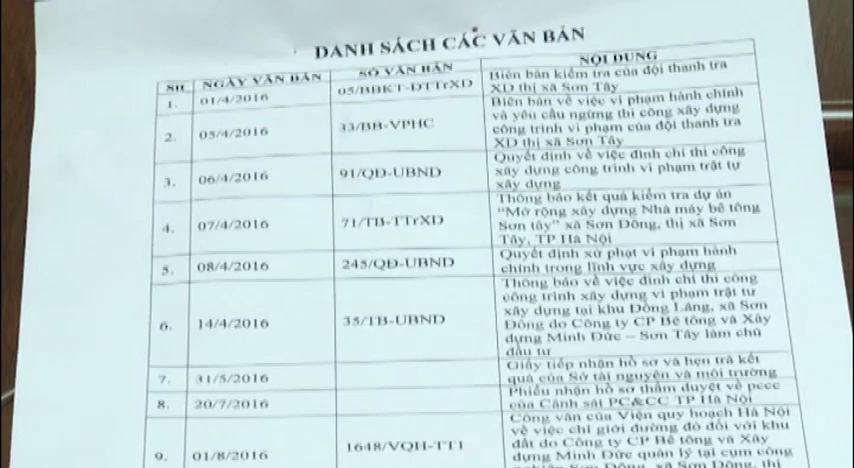 DANH SÁCH CÁC VĂN BẢN
Stt NGÀY VĂN BẢN SỐ VĂN BẢN NỘI DUNG
1. 01/4/2016 05/BBKT-ĐTTrXD Biên bản kiểm tra của đội thanh tra
XD thị xã Sơn Tây
2. 05/4/2016 33/BB-VPHC Biên bản về việc vi phạm hành chính
và yêu cầu ngừng thi công xây dựng
công trình vi phạm của đội thanh tra
XD thị xã Sơn Tây
3. 06/4/2016 91/QĐ-UBND Quyết định về việc đình chỉ thi công
xây dựng công trình vi phạm trật tự
xây dựng
4. 07/4/2016 71/TB-TTrXD Thông báo kết quả kiểm tra dự án
"Mở rộng xây dựng Nhà máy bê tông
Sơn tây" xã Sơn Đông, thị xã Sơn
Tây, TP Hà Nội
5. 08/4/2016 245/QĐ-UBND Quyết định xử phạt vi phạm hành
chính trong lĩnh vực xây dựng
6. 14/4/2016 35/TB-UBND Thông báo về việc đình chỉ thi công
công trình xây dựng vi phạm trật tự
xây dựng tại khu Đồng Láng, xã Sơn
Đông do Công ty CP Bê tông và Xây
dựng Minh Đức – Sơn Tây làm chủ
đầu tư
7. 31/5/2016 Giấy tiếp nhận hồ sơ và hẹn trả kết
quả của Sở tài nguyên và môi trường
8. 20/7/2016 Phiếu nhận hồ sơ thẩm duyệt về pccc
của Cảnh sát PC&CC TP Hà Nội
9. 01/8/2016 1648/VQH-TT1 Công văn của Viện quy hoạch Hà Nội
về việc chỉ giới đường đỏ đối với khu
đất do Công ty CP Bê tông và Xây
dựng Minh Đức quản lý tại cụm công
nghiệp Sơn Đông, xã Sơn Đông, thị